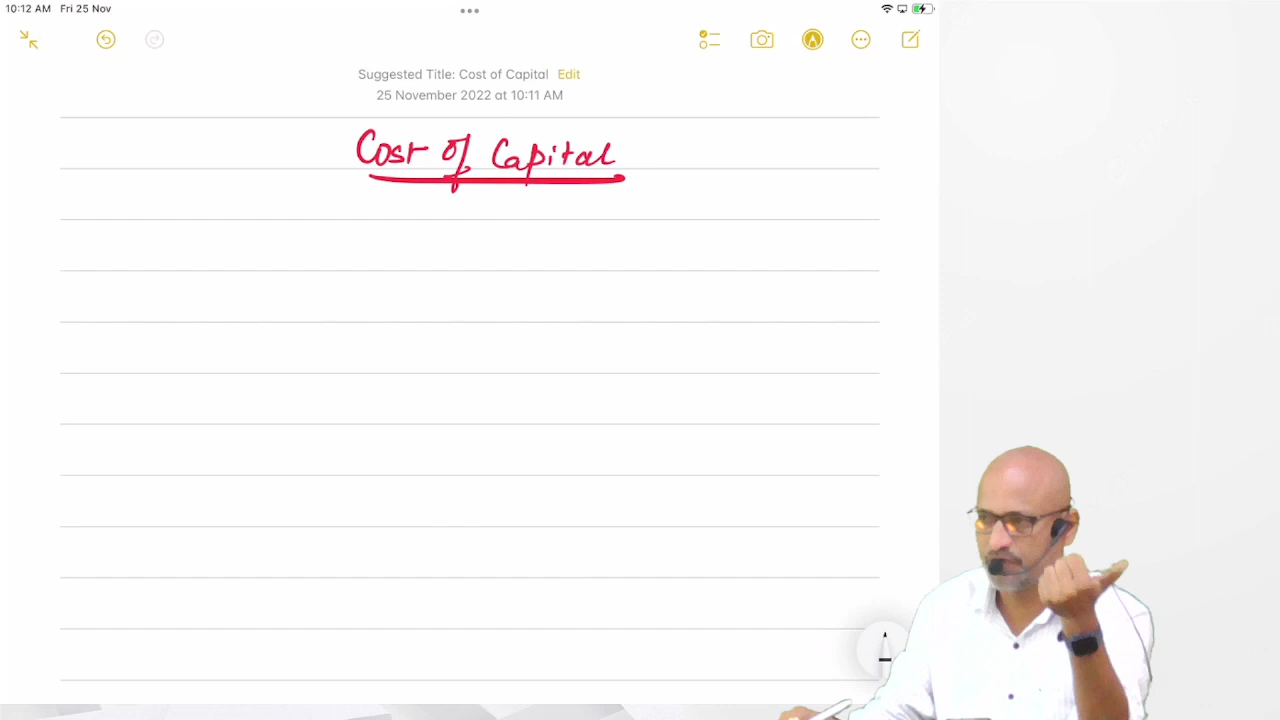 10:12 AM Fri 25 Nov
Suggested Title: Cost of Capital Edit
25 November 2022 at 10:11 AM
Cost of Capital